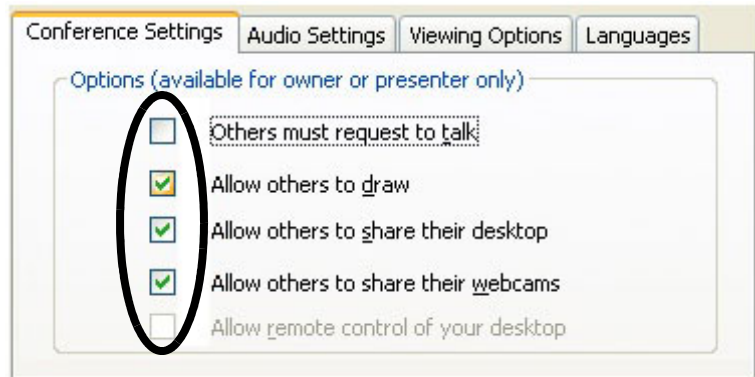 Conference Settings Audio Settings Viewing Options Languages
Options (available for owner or presenter only)
Others must request to talk
Allow others to draw
Allow others to share their desktop
Allow others to share their webcams
Allow remote control of your desktop